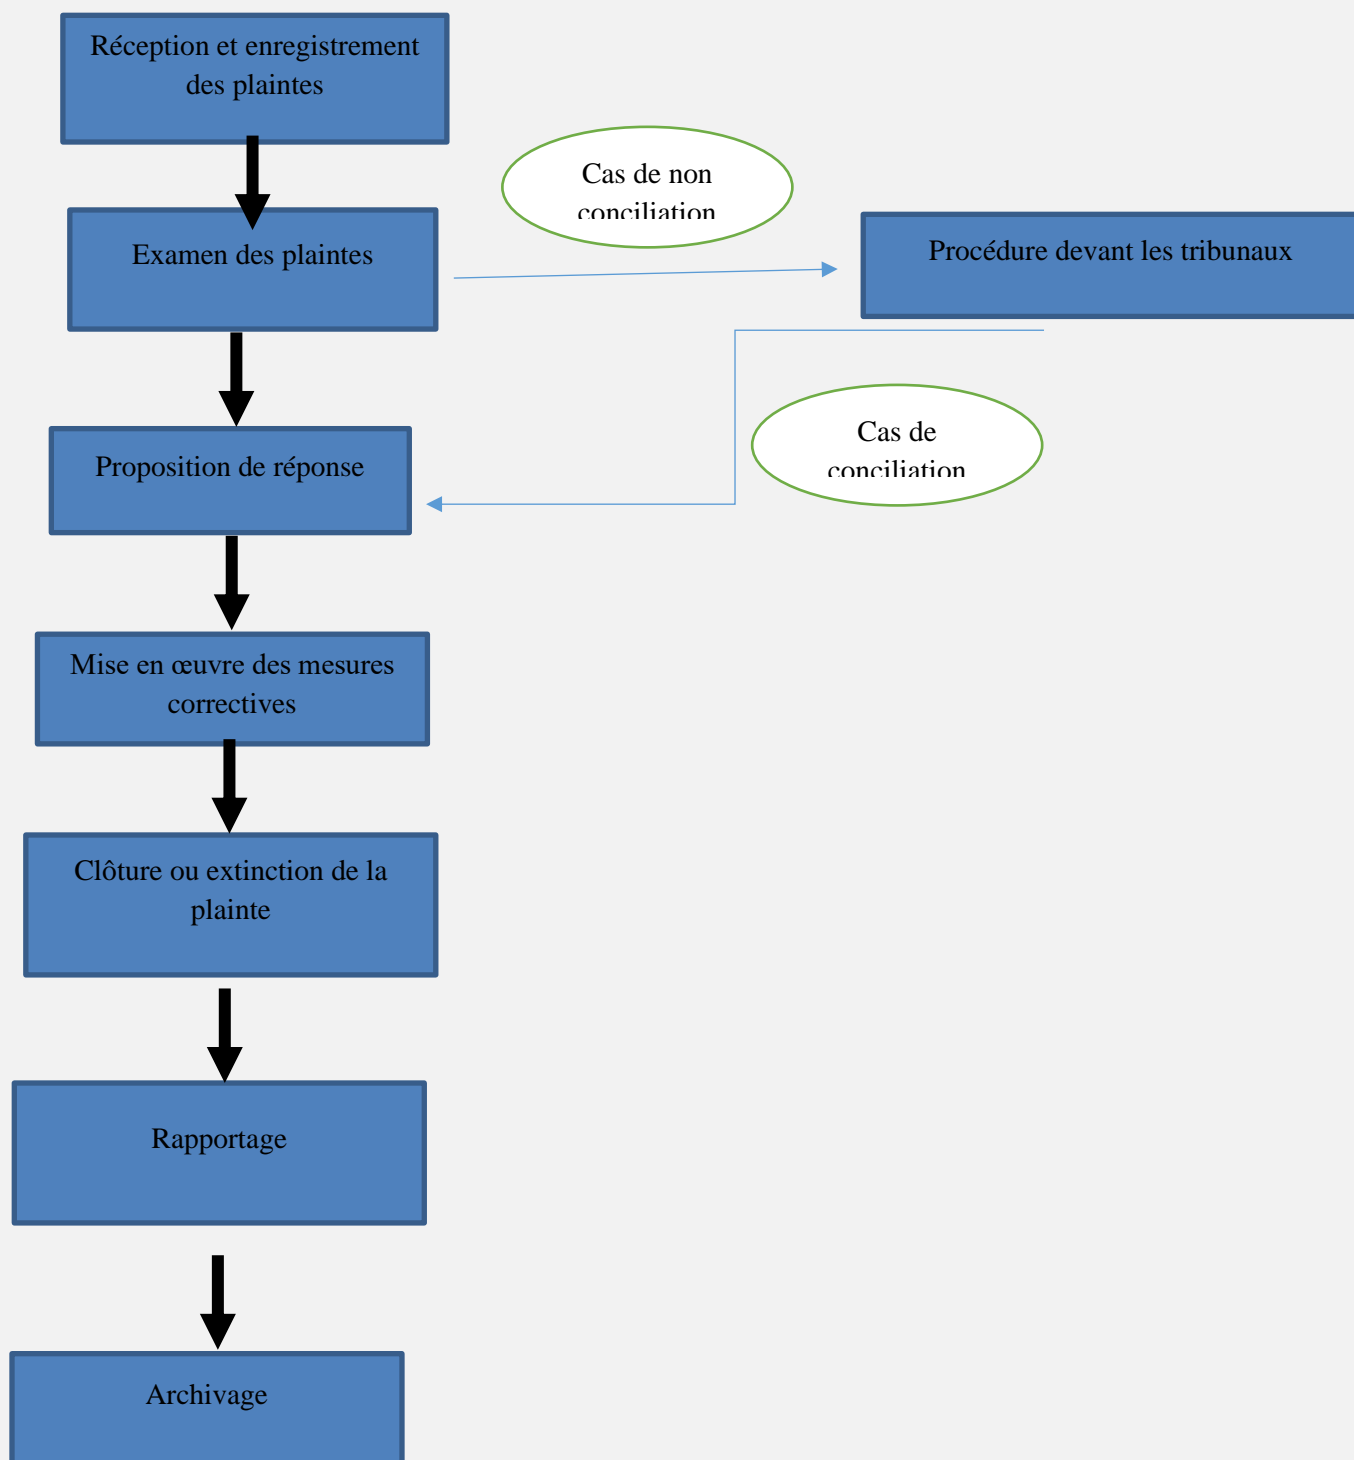 Réception et enregistrement
des plaintes
Cas de non
conciliation
Examen des plaintes
Procédure devant les tribunaux
Cas de
conciliation
Proposition de réponse
Mise en œuvre des mesures
correctives
Clôture ou extinction de la
plainte
Rapportage
Archivage